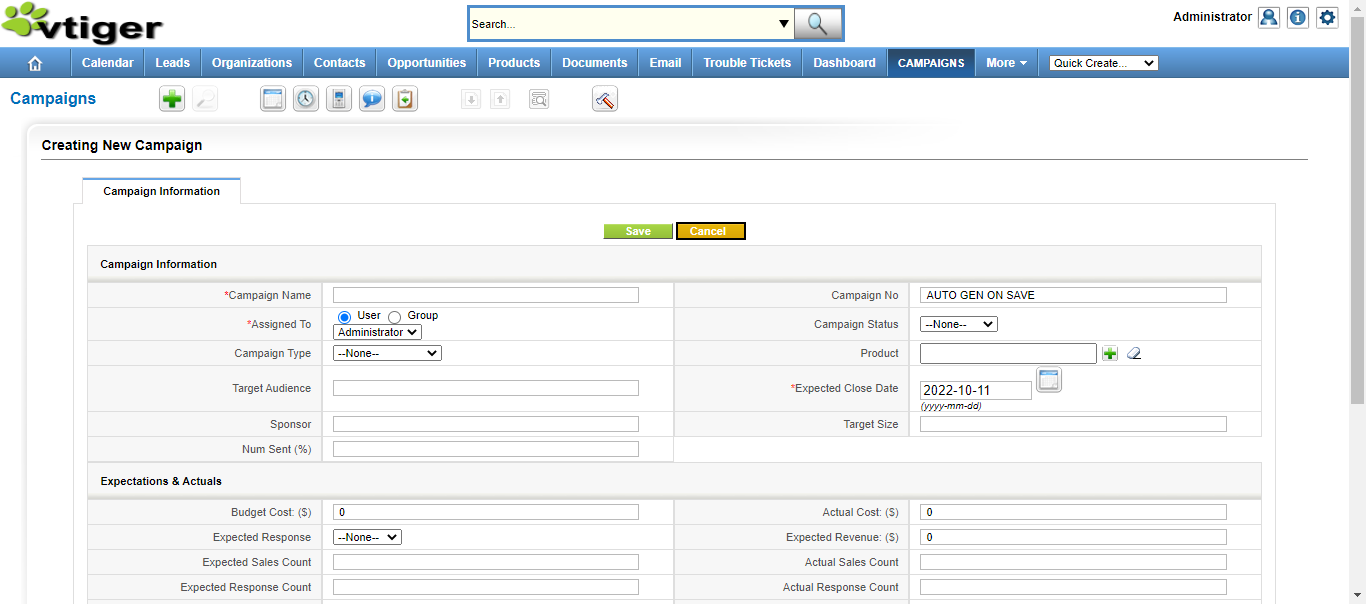 vtiger
Search...
Administrator
Calendar Leads Organizations Contacts Opportunities Products Documents Email Trouble Tickets Dashboard CAMPAIGNS More Quick Create...
Campaigns
Creating New Campaign
Campaign Information
Save Cancel
Campaign Information
*Campaign Name Campaign No AUTO GEN ON SAVE
*Assigned To User Group Administrator Campaign Status --None--
Campaign Type --None-- Product
Target Audience *Expected Close Date 2022-10-11
(yyyy-mm-dd)
Sponsor Target Size
Num Sent (%)
Expectations & Actuals
Budget Cost: ($) 0 Actual Cost: ($) 0
Expected Response --None-- Expected Revenue: ($) 0
Expected Sales Count Actual Sales Count
Expected Response Count Actual Response Count